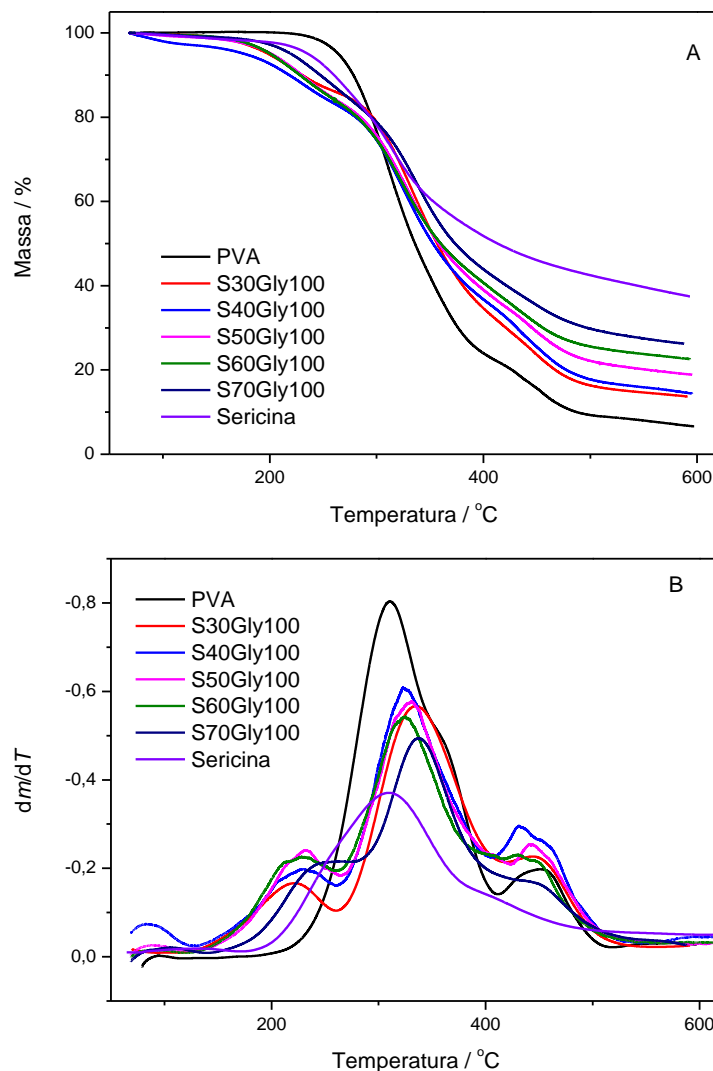 100
80
60
40
20
0
Massa / %
A
PVA
S30Gly100
S40Gly100
S50Gly100
S60Gly100
S70Gly100
Sericina
200
400
600
Temperatura / °C
-0,8
-0,6
-0,4
-0,2
0,0
dm/dT
B
PVA
S30Gly100
S40Gly100
S50Gly100
S60Gly100
S70Gly100
Sericina
200
400
600
Temperatura / °C